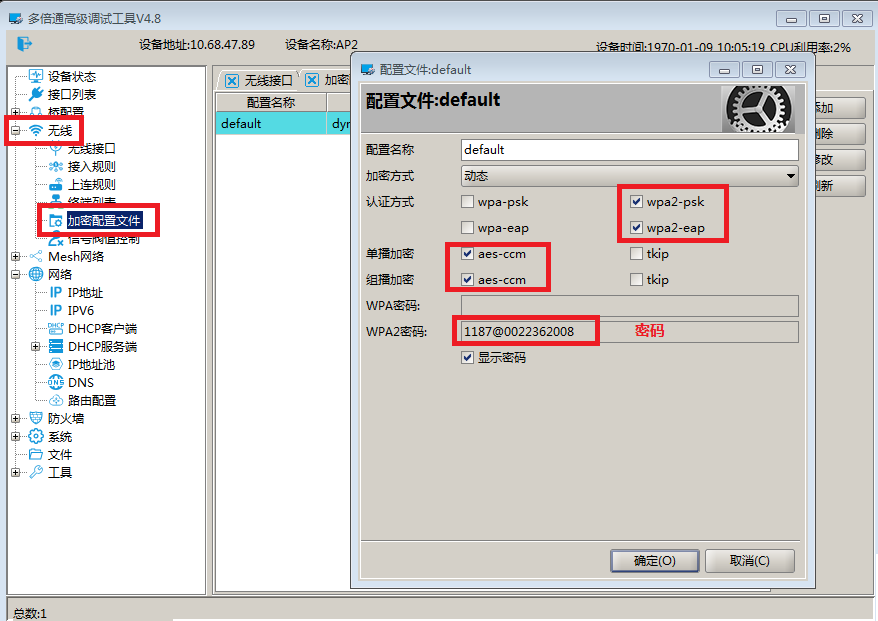 多倍通高级调试工具V4.8
设备地址:10.68.47.89 设备名称:AP2 设备时间:1970-01-09 10:05:19 CPU利用率:2%
设备状态
接口列表
桥配置
无线
无线接口
接入规则
上连规则
终端列表
加密配置文件
信号阀值控制
Mesh网络
网络
IP IP地址
IP IPV6
DHCP DHCP客户端
DHCP服务端
IP地址池
DNS DNS
路由配置
防火墙
系统
文件
工具
无线接口 加密
配置名称
default dyn
添加
删除
修改
刷新
配置文件:default
配置文件:default
配置名称 default
加密方式 动态
认证方式 wpa-psk wpa2-psk
wpa-eap wpa2-eap
单播加密 aes-ccm tkip
组播加密 aes-ccm tkip
WPA密码:
WPA2密码: 1187@0022362008 密码
显示密码
确定(O) 取消(C)
总数:1